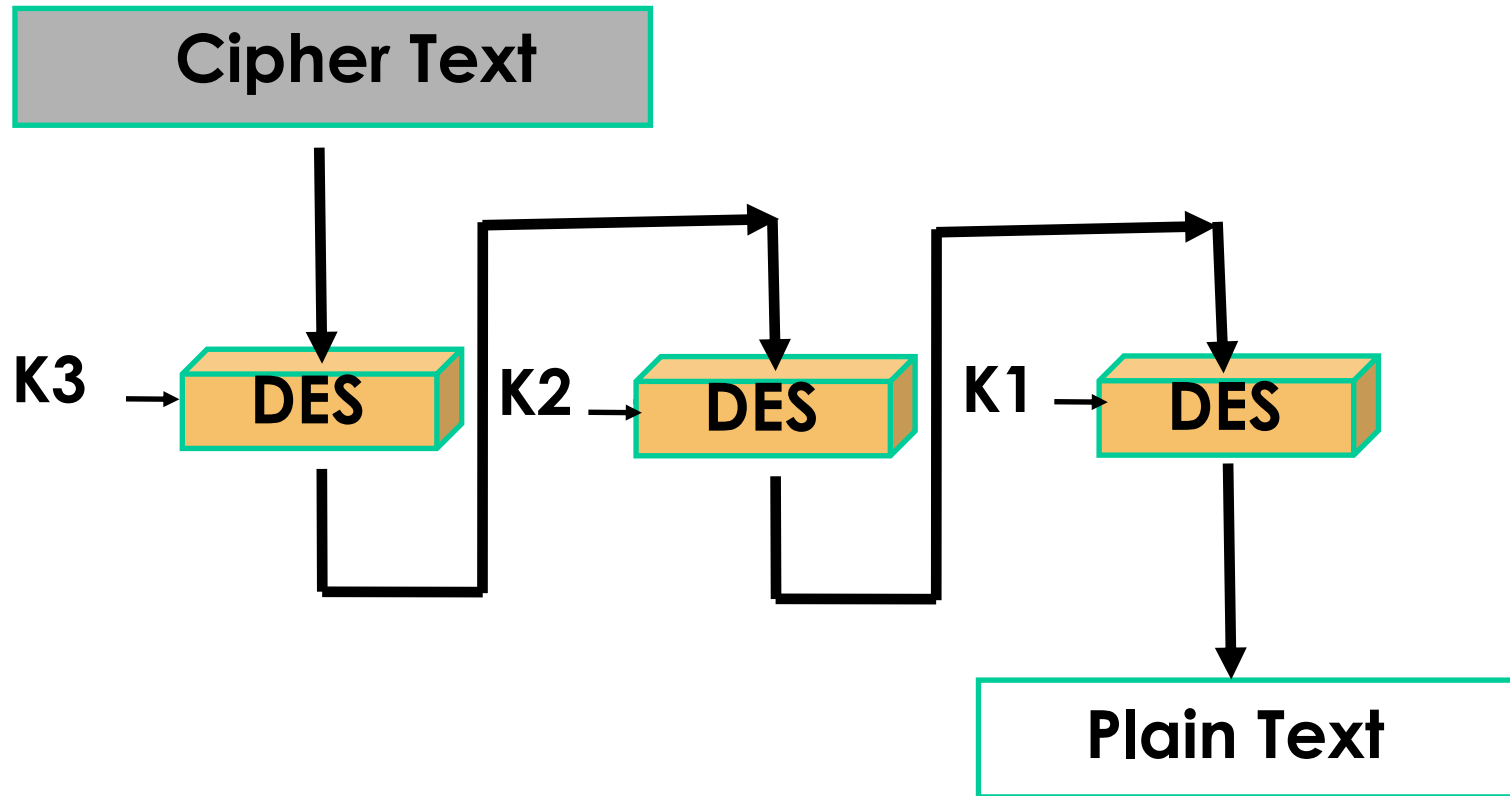 Cipher Text
K3
DES
K2
DES
K1
DES
Plain Text